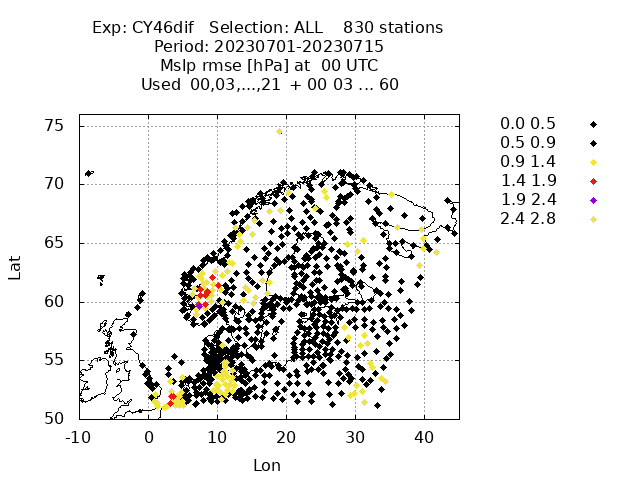 Exp: CY46dif   Selection: ALL    830 stations
Period: 20230701-20230715
Mslp rmse [hPa] at  00 UTC
Used  00,03,...,21  + 00 03 ... 60
75
70
65
60
55
50
-10 0 10 20 30 40
Lat
Lon
0.0 0.5
0.5 0.9
0.9 1.4
1.4 1.9
1.9 2.4
2.4 2.8